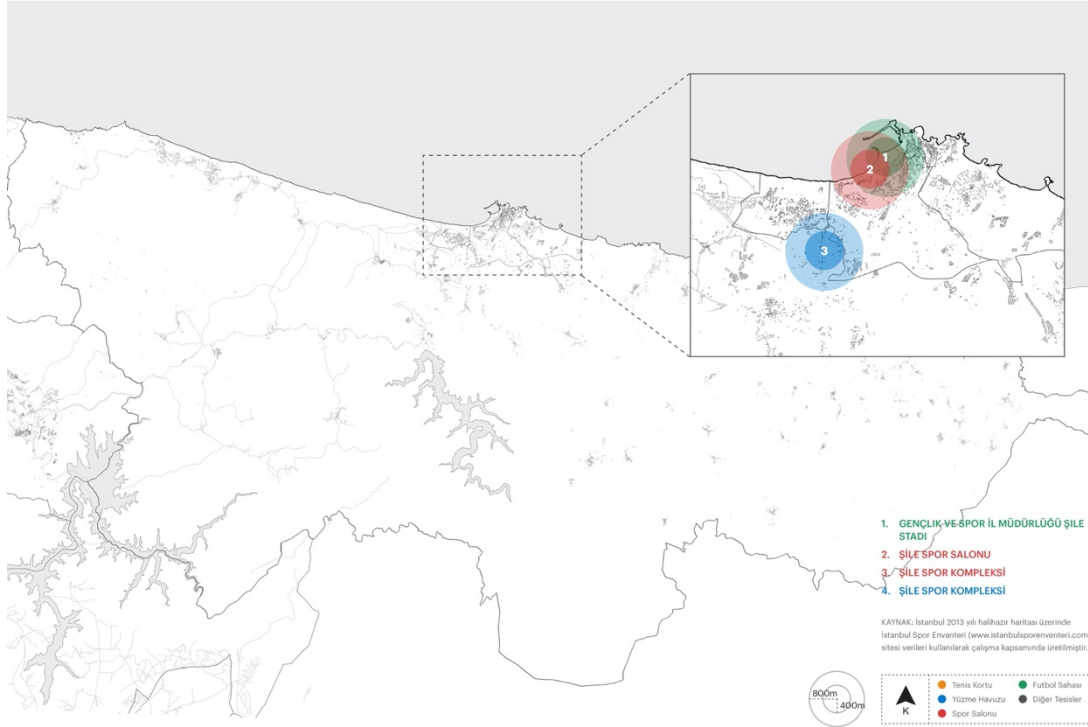 1
2
3
1. GENÇLİK VE SPOR İL MÜDÜRLÜĞÜ ŞİLE
STADI
2. ŞİLE SPOR SALONU
3. ŞİLE SPOR KOMPLEKSİ
4. ŞİLE SPOR KOMPLEKSİ
KAYNAK: İstanbul 2013 yılı halihazır haritası üzerinde
İstanbul Spor Envanteri (www.istanbulsporenvanteri.com
sitesi verileri kullanılarak çalışma kapsamında üretilmiştir.
800m
400m
K
Tenis Kortu
Yüzme Havuzu
Spor Salonu
Futbol Sahası
Diğer Tesisler